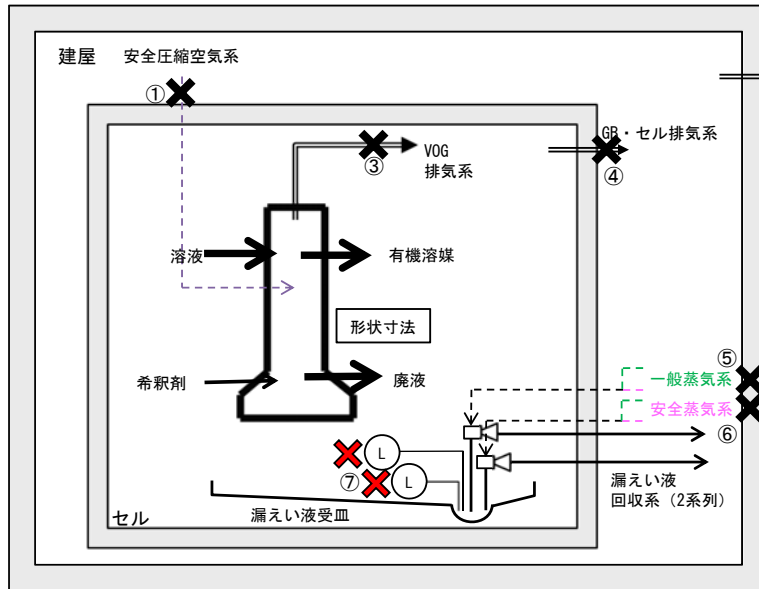 建屋
安全圧縮空気系
①
③
VOG
排気系
GB・セル排気系
④
溶液
有機溶媒
形状寸法
希釈剤
廃液
⑤
一般蒸気系
安全蒸気系
⑥
L
L
⑦
漏えい液
回収系（2系列）
漏えい液受皿
セル